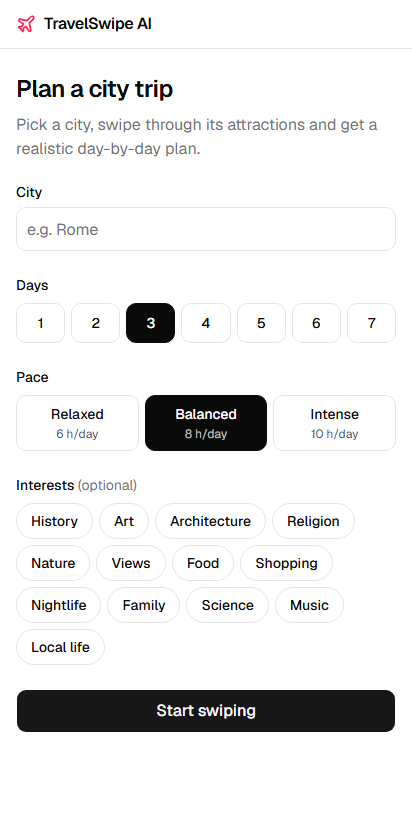 TravelSwipe AI
Plan a city trip
Pick a city, swipe through its attractions and get a
realistic day-by-day plan.
City
e.g. Rome
Days
1 2 3 4 5 6 7
Pace
Relaxed Balanced Intense
6 h/day 8 h/day 10 h/day
Interests (optional)
History Art Architecture Religion
Nature Views Food Shopping
Nightlife Family Science Music
Local life
Start swiping